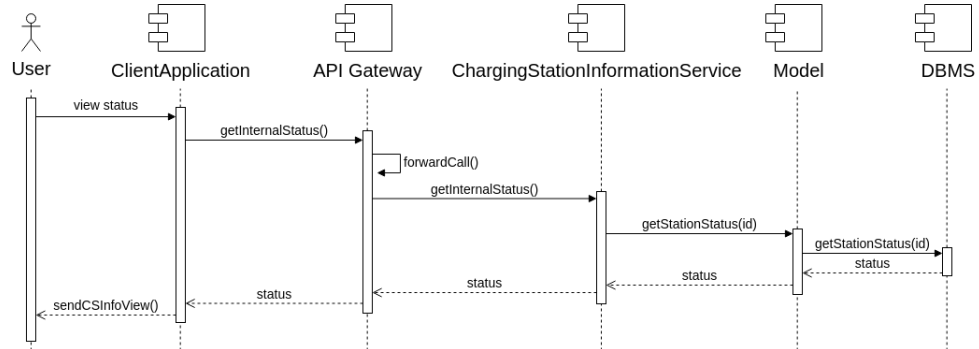 User
ClientApplication
API Gateway
ChargingStationInformationService
Model
DBMS
view status
getInternalStatus()
forwardCall()
getInternalStatus()
getStationStatus(id)
getStationStatus(id)
status
status
status
status
sendCSInfoView()